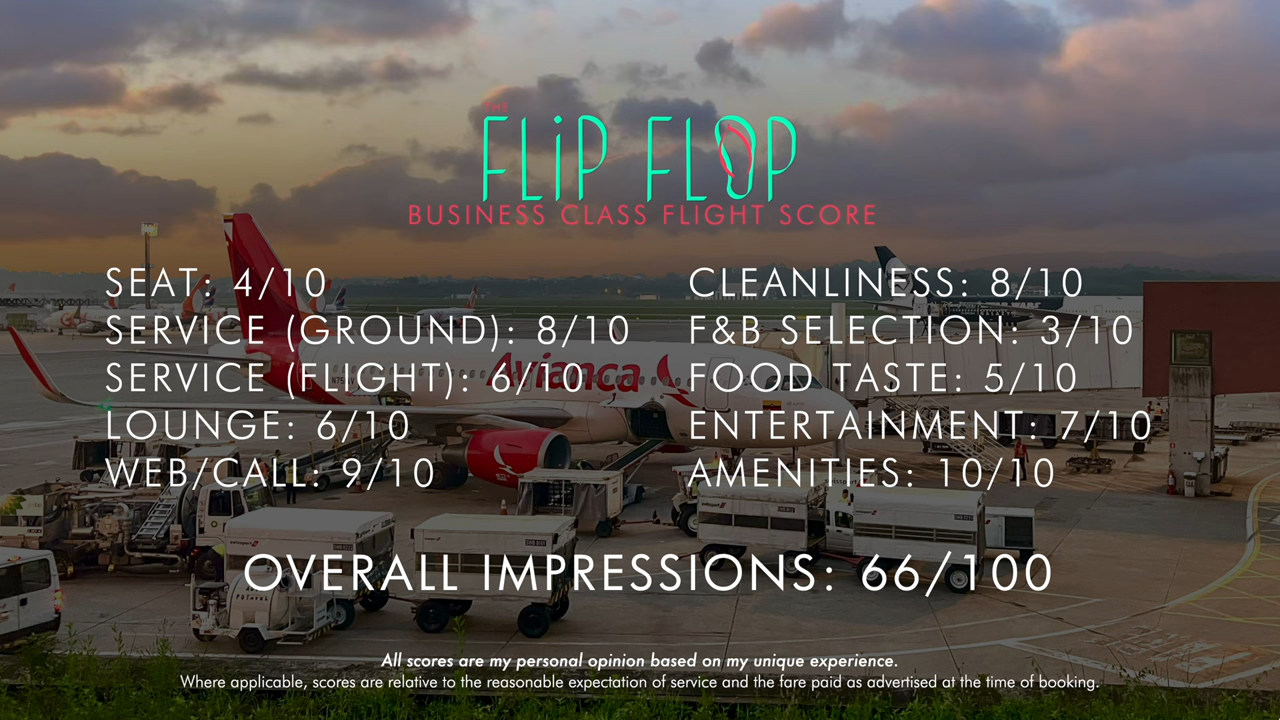 THE
FLiP FLOP
BUSINESS CLASS FLIGHT SCORE
SEAT: 4/10
SERVICE (GROUND): 8/10
SERVICE (FLIGHT): 6/10
LOUNGE: 6/10
WEB/CALL: 9/10
CLEANLINESS: 8/10
F&B SELECTION: 3/10
FOOD TASTE: 5/10
ENTERTAINMENT: 7/10
AMENITIES: 10/10
OVERALL IMPRESSIONS: 66/100
All scores are my personal opinion based on my unique experience.
Where applicable, scores are relative to the reasonable expectation of service and the fare paid as advertised at the time of booking.
Avianca